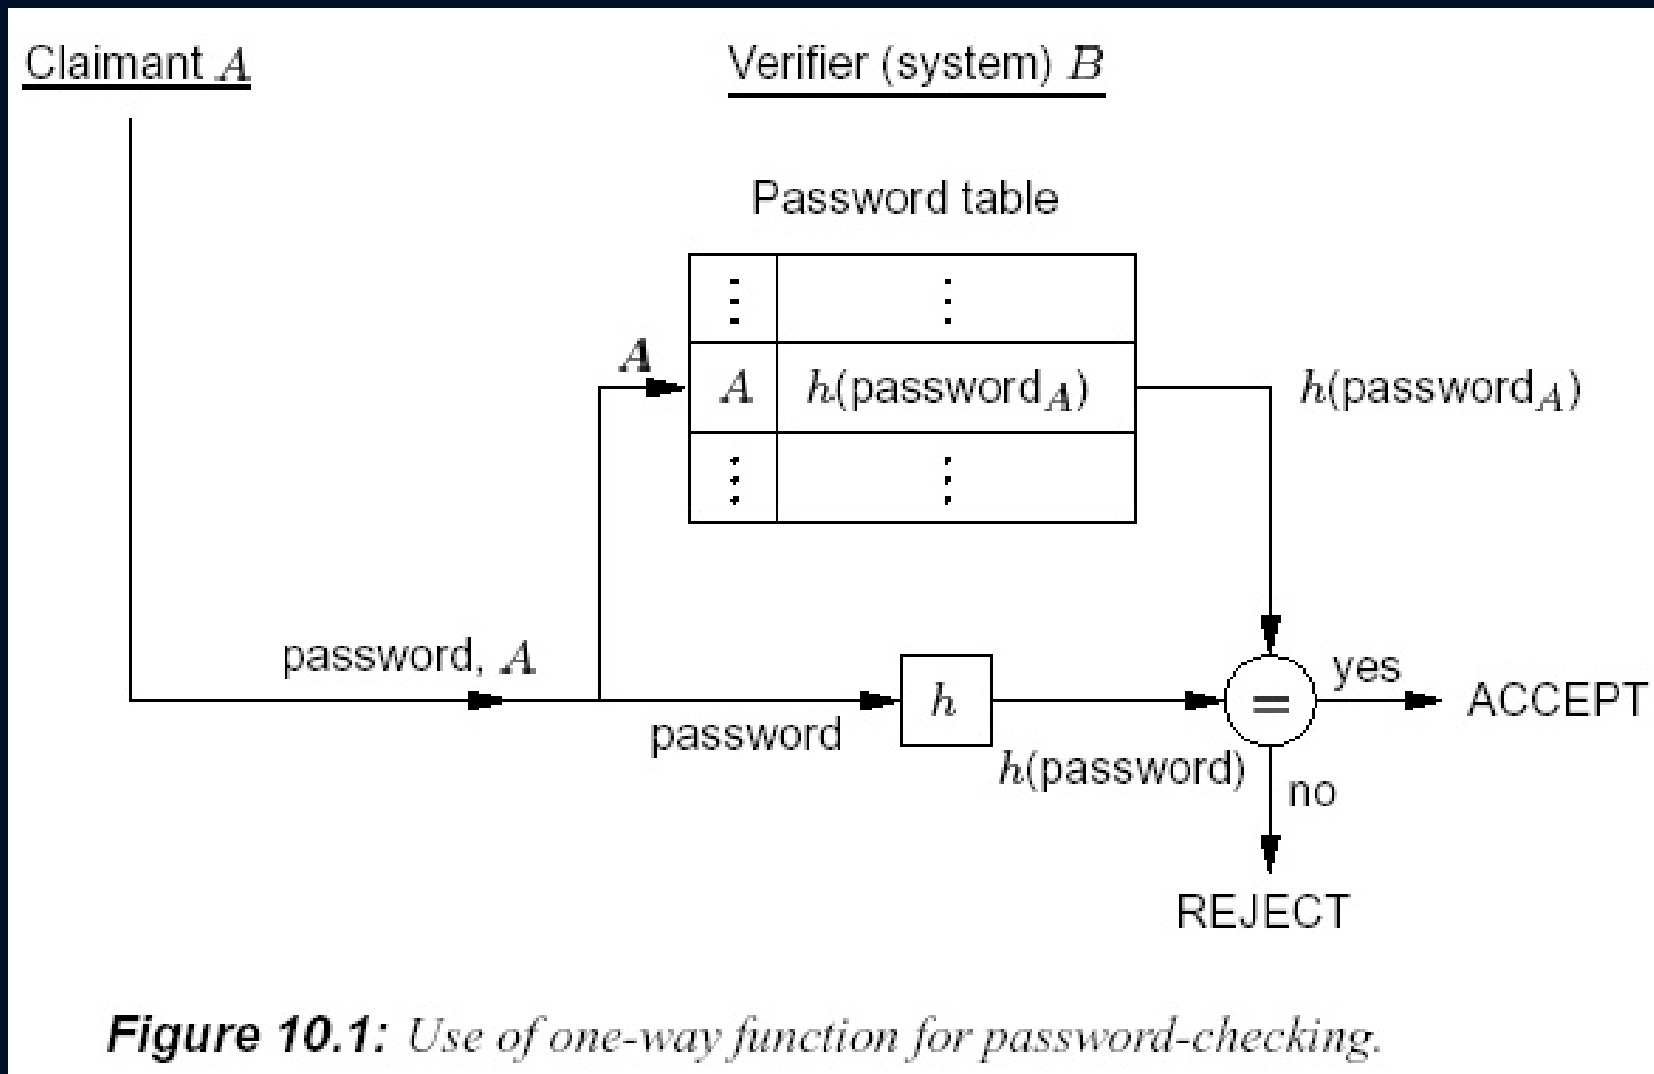 Claimant A
Verifier (system) B
Password table
⋮ ⋮
A
A h(password_A)
h(password_A)
⋮ ⋮
password, A
password
h
h(password)
=
yes
ACCEPT
no
REJECT
Figure 10.1: Use of one-way function for password-checking.